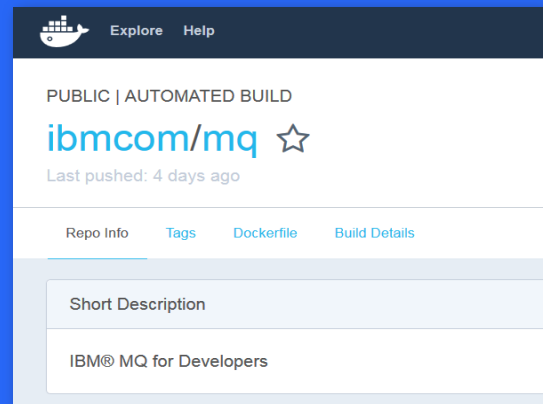 Explore Help
PUBLIC | AUTOMATED BUILD
ibmcom/mq
Last pushed: 4 days ago
Repo Info Tags Dockerfile Build Details
Short Description
IBM® MQ for Developers